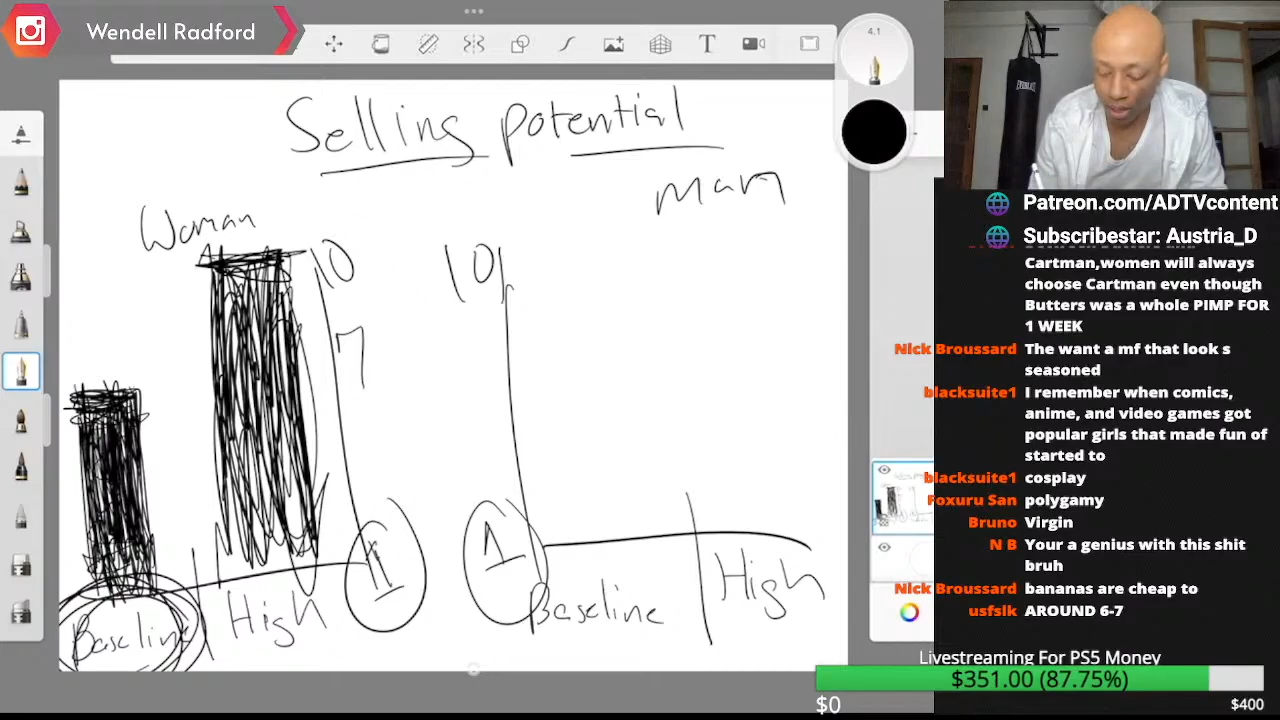 Wendell Radford
4.1
T
Selling potential
Man
Woman
10
10
7
1
1
Baseline
High
Baseline
High
EVERLAST
Patreon.com/ADTVcontent
Subscribestar: Austria_D
Cartman,women will always
choose Cartman even though
Butters was a whole PIMP FOR
1 WEEK
Nick Broussard The want a mf that look s
seasoned
blacksuite1 I remember when comics,
anime, and video games got
popular girls that made fun of
started to
blacksuite1 cosplay
Foxuru San polygamy
Bruno Virgin
N B Your a genius with this shit
bruh
Nick Broussard bananas are cheap to
usfslk AROUND 6-7
Livestreaming For PS5 Money
$351.00 (87.75%)
$0 $400